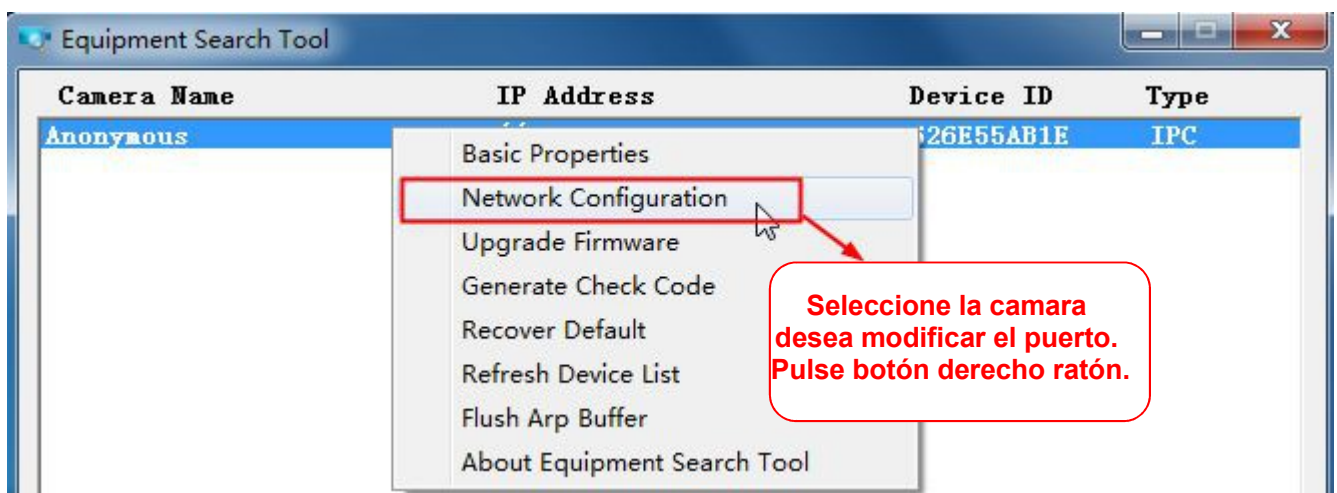 Equipment Search Tool
Camera Name IP Address Device ID Type
Anonymous 626E55AB1E IPC
Basic Properties
Network Configuration
Upgrade Firmware
Generate Check Code
Recover Default
Refresh Device List
Flush Arp Buffer
About Equipment Search Tool
Seleccione la camara
desea modificar el puerto.
Pulse botón derecho ratón.